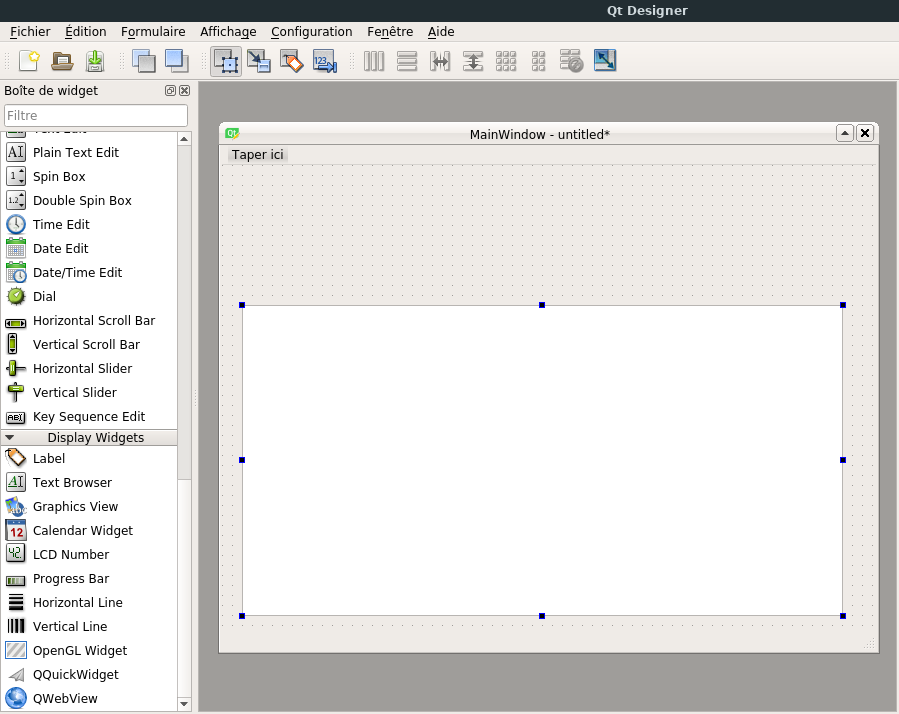 Qt Designer
Fichier Édition Formulaire Affichage Configuration Fenêtre Aide
Boîte de widget
Filtre
Text Edit
Plain Text Edit
Spin Box
Double Spin Box
Time Edit
Date Edit
Date/Time Edit
Dial
Horizontal Scroll Bar
Vertical Scroll Bar
Horizontal Slider
Vertical Slider
Key Sequence Edit
Display Widgets
Label
Text Browser
Graphics View
Calendar Widget
LCD Number
Progress Bar
Horizontal Line
Vertical Line
OpenGL Widget
QQuickWidget
QWebView
MainWindow - untitled*
Taper ici